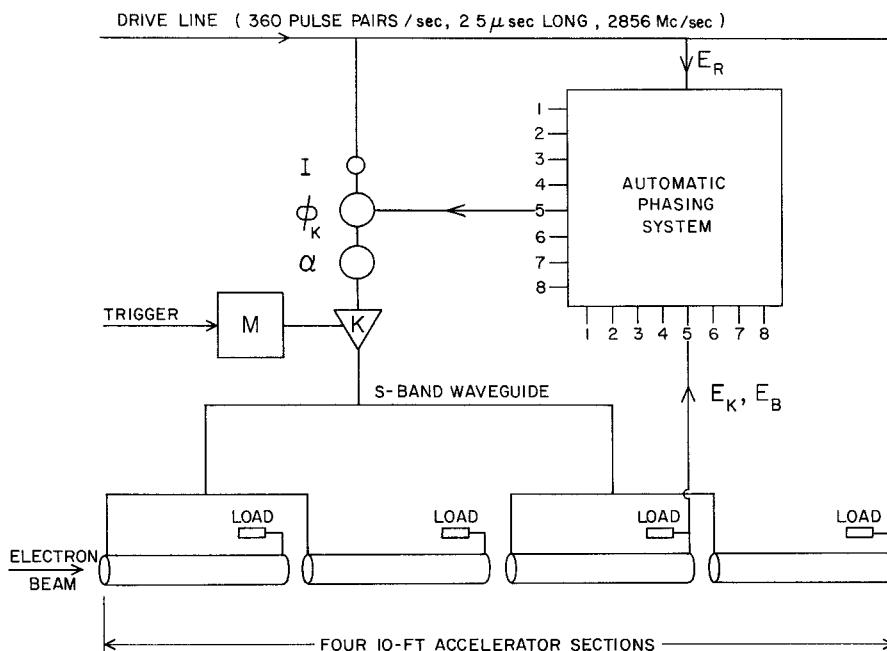 DRIVE LINE ( 360 PULSE PAIRS / sec, 2 5 μ sec LONG , 2856 Mc/sec )
E_R
1
2
3
4
5
6
7
8
AUTOMATIC
PHASING
SYSTEM
I
ϕ_K
α
TRIGGER
M
K
1 2 3 4 5 6 7 8
S-BAND WAVEGUIDE
E_K, E_B
LOAD LOAD LOAD LOAD
ELECTRON
BEAM
FOUR 10-FT ACCELERATOR SECTIONS